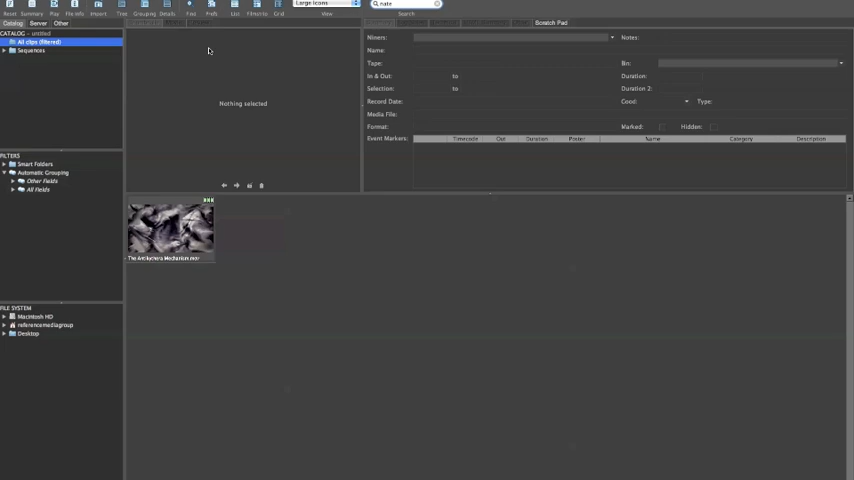 Large Icons
nate
Reset Summary Play File Info Import Tree Grouping Details Find Prefs List Filmstrip Grid View Search
Catalog Server Other
Scratch Pad
CATALOG - untitled
All clips (filtered)
Sequences
Nothing selected
Name:
Notes:
Tape:
Bin:
In & Out: to
Duration:
Selection: to
Duration 2:
Record Date:
Good:
Type:
Media File:
Format:
Marked:
Hidden:
Event Markers: Timecode Out Duration Poster Name Category Description
FILTERS
Smart Folders
Automatic Grouping
Other Fields
All Fields
The Antikythera Mechanism.mov
FILE SYSTEM
Macintosh HD
referencemediagroup
Desktop